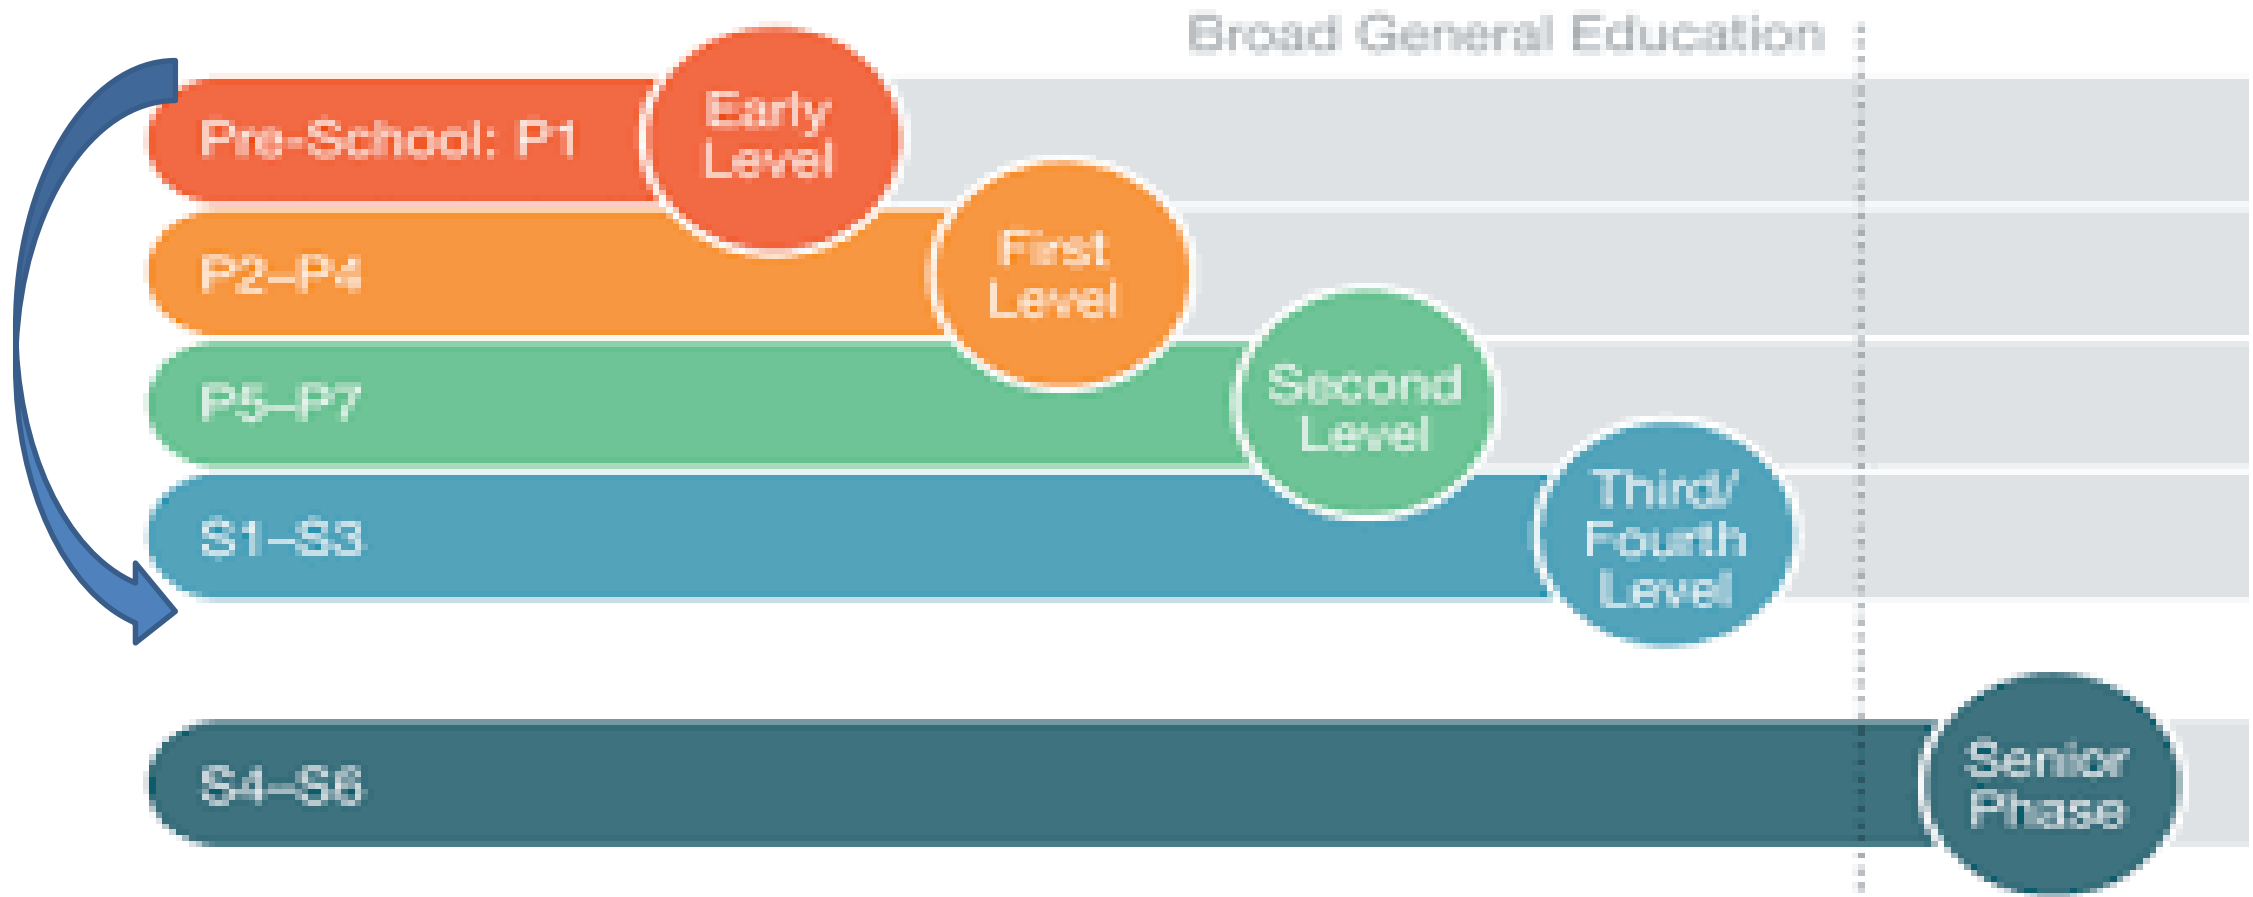 Broad General Education
Pre-School: P1
Early
Level
P2–P4
First
Level
P5–P7
Second
Level
S1–S3
Third/
Fourth
Level
S4–S6
Senior
Phase